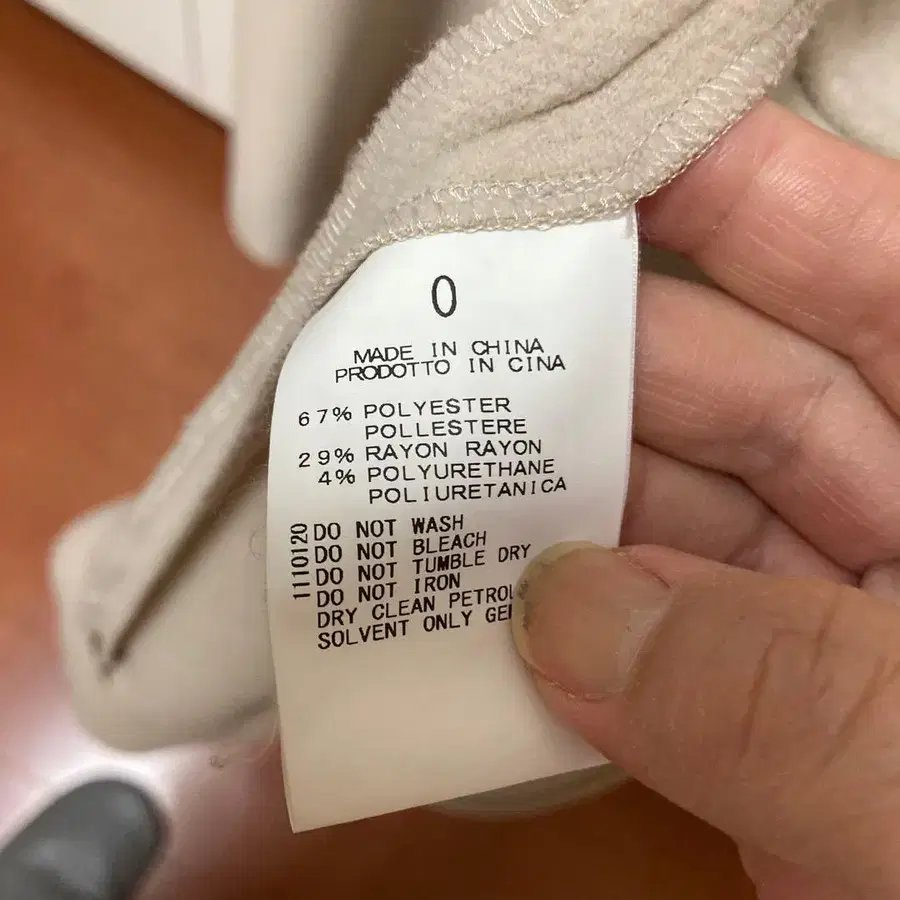 0
MADE IN CHINA
PRODOTTO IN CINA
67% POLYESTER
POLLESTERE
29% RAYON RAYON
4% POLYURETHANE
POLIURETANICA
1110120
DO NOT WASH
DO NOT BLEACH
DO NOT TUMBLE DRY
DO NOT IRON
DRY CLEAN
SOLVENT ONLY